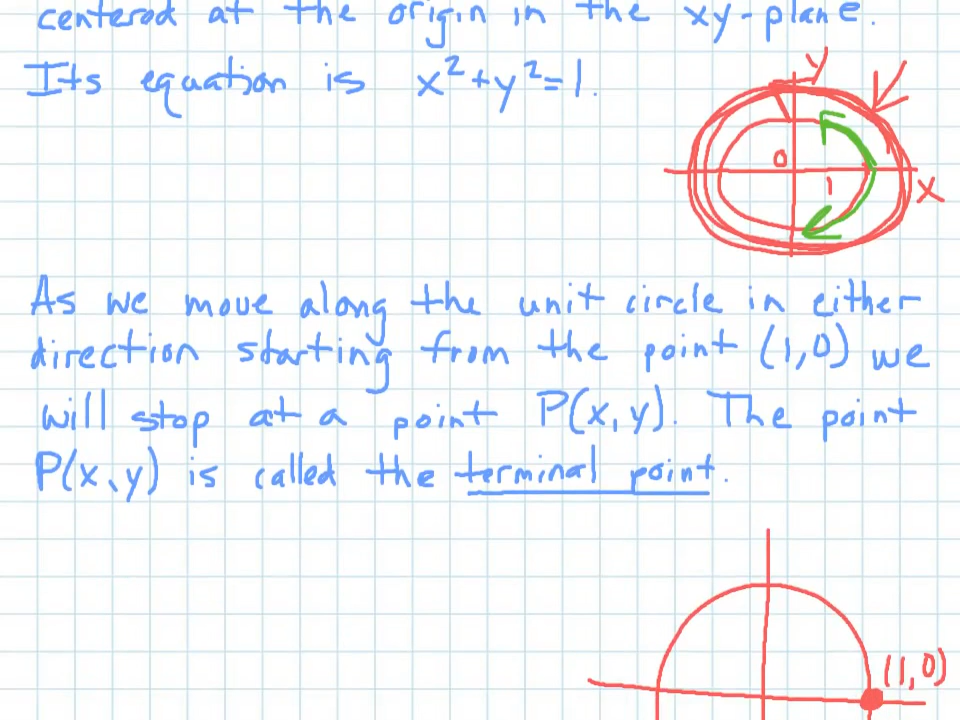 centered at the origin in the xy-plane.
Its equation is x²+y²=1.
y
0
1
x
As we move along the unit circle in either
direction starting from the point (1,0) we
will stop at a point P(x,y). The point
P(x,y) is called the terminal point.
(1,0)